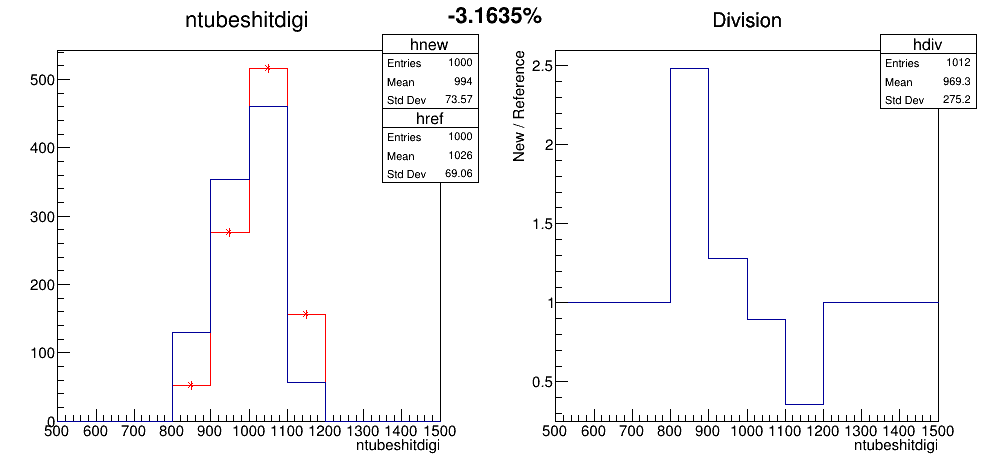 -3.1635%
ntubeshitdigi
hnew
Entries 1000
Mean 994
Std Dev 73.57
href
Entries 1000
Mean 1026
Std Dev 69.06
500
400
300
200
100
0
500 600 700 800 900 1000 1100 1200 1300 1400 1500
ntubeshitdigi
Division
hdiv
Entries 1012
Mean 969.3
Std Dev 275.2
New / Reference
2.5
2
1.5
1
0.5
500 600 700 800 900 1000 1100 1200 1300 1400 1500
ntubeshitdigi